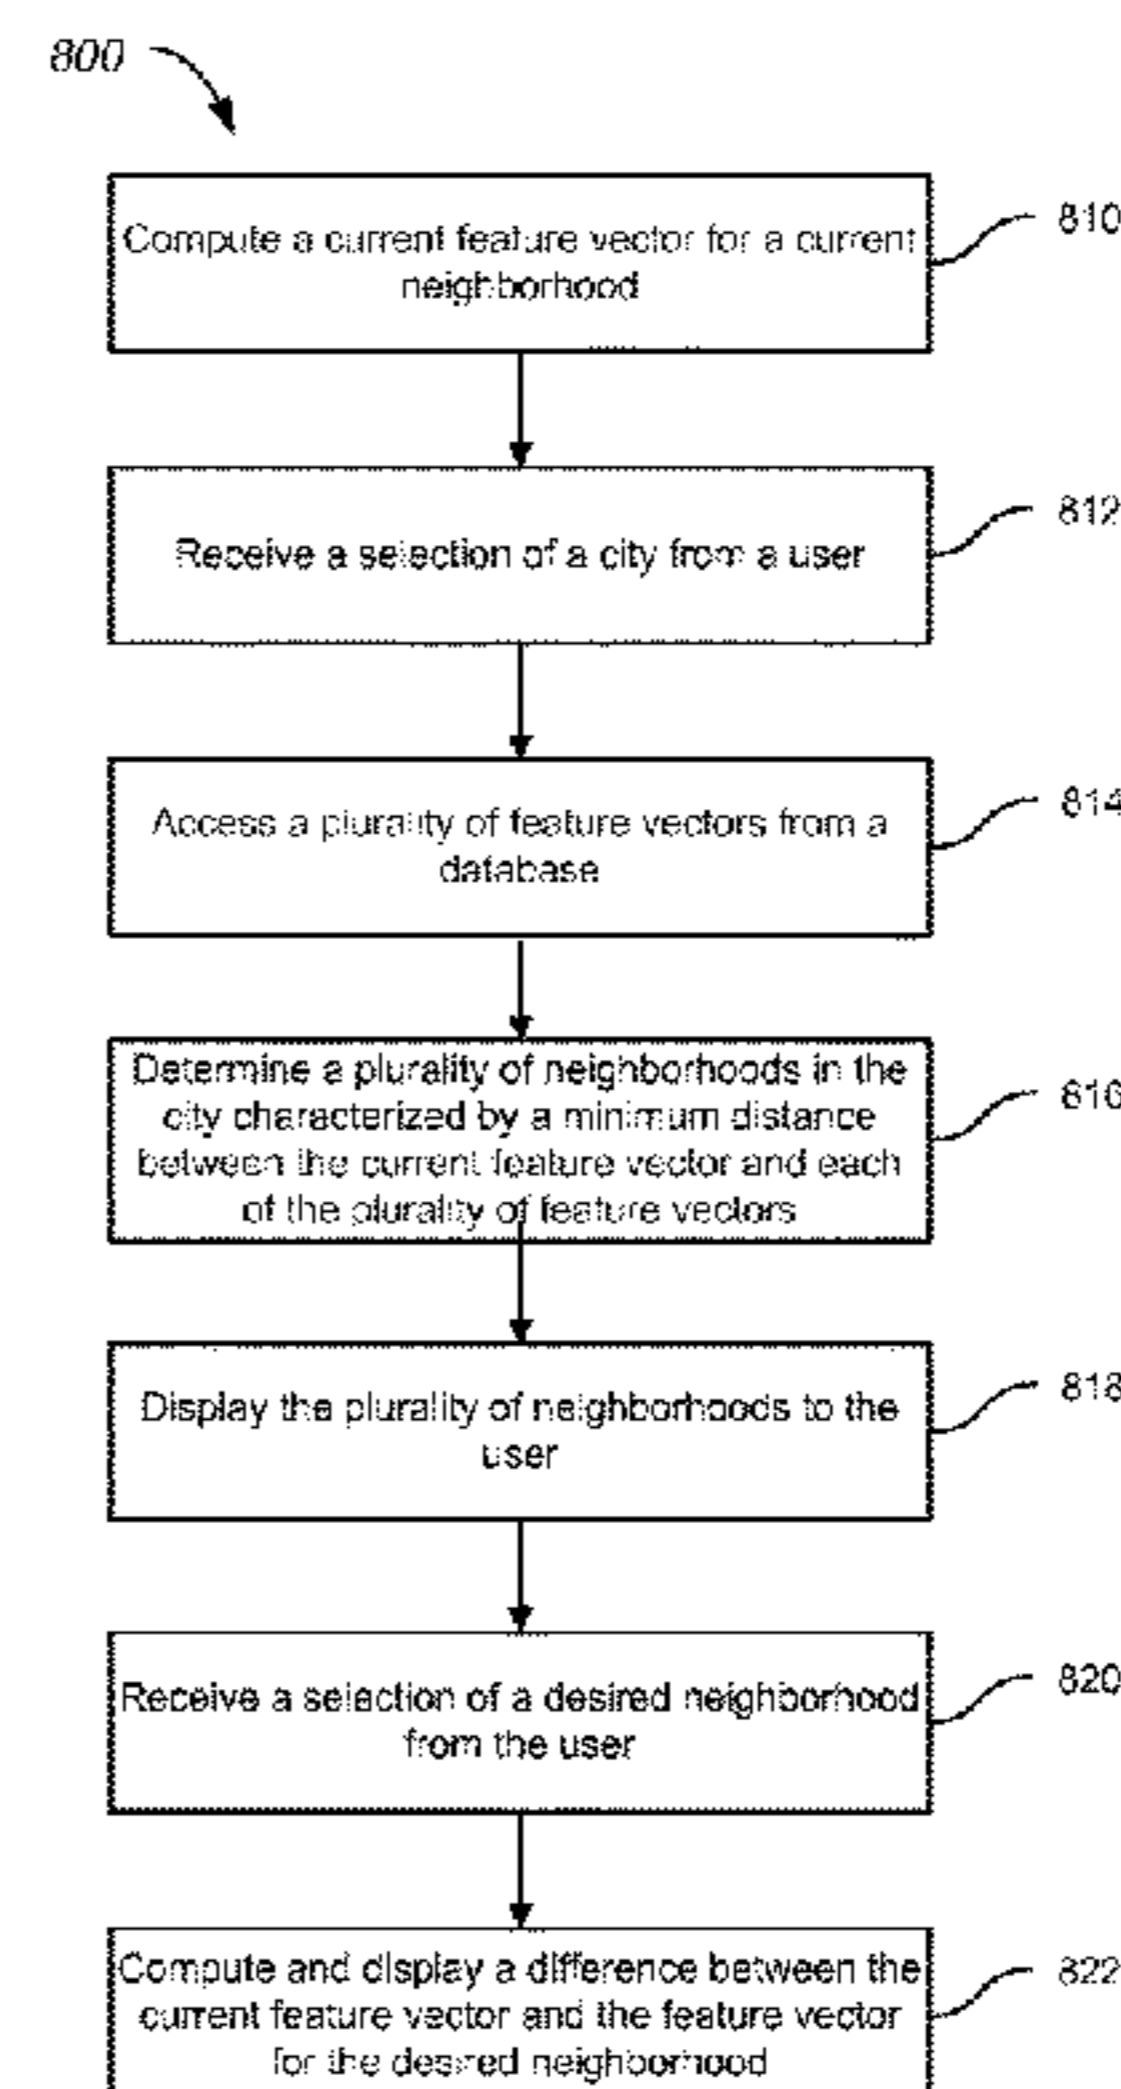 800
Compute a current feature vector for a current
neighborhood
810
Receive a selection of a city from a user
812
Access a plurality of feature vectors from a
database
814
Determine a plurality of neighborhoods in the
city characterized by a minimum distance
between the current feature vector and each
of the plurality of feature vectors
816
Display the plurality of neighborhoods to the
user
818
Receive a selection of a desired neighborhood
from the user
820
Compute and display a difference between the
current feature vector and the feature vector
for the desired neighborhood
822